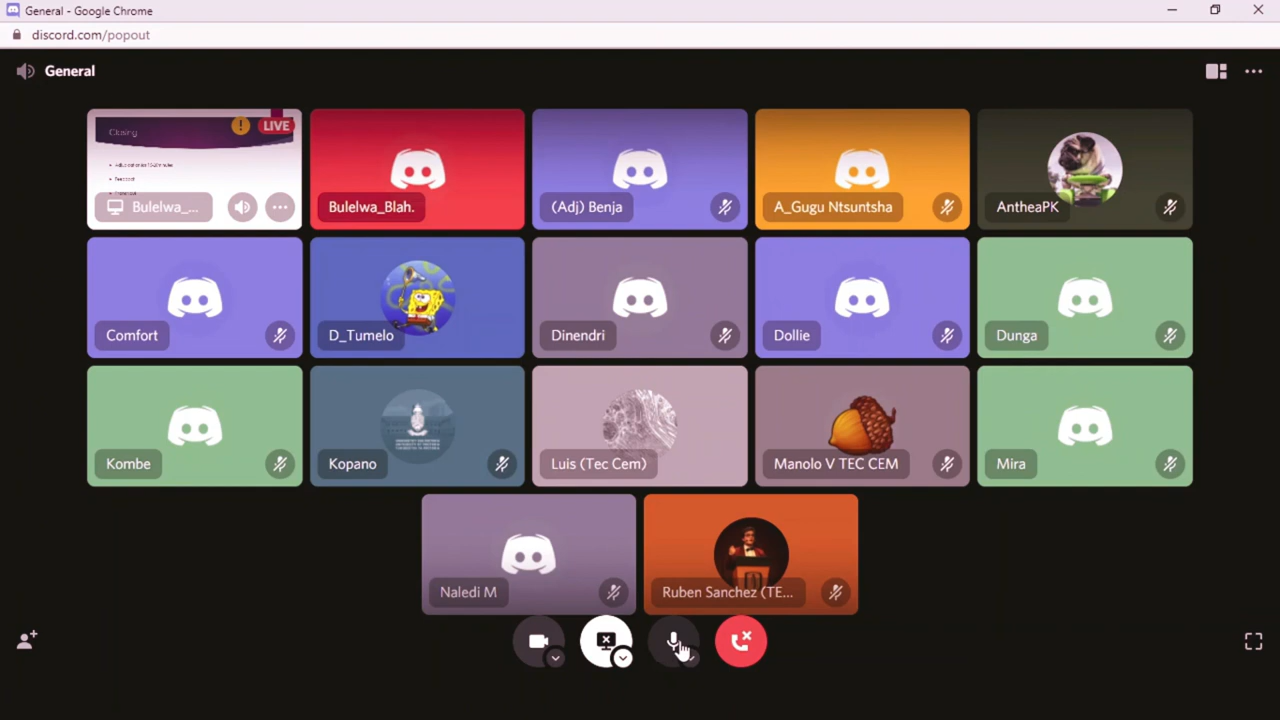 General - Google Chrome
discord.com/popout
General
Closing
LIVE
Bulelwa_...
Bulelwa_Blah.
(Adj) Benja
A_Gugu Ntsuntsha
AntheaPK
Comfort
D_Tumelo
Dinendri
Dollie
Dunga
Kombe
Kopano
Luis (Tec Cem)
Manolo V TEC CEM
Mira
Naledi M
Ruben Sanchez (TE...